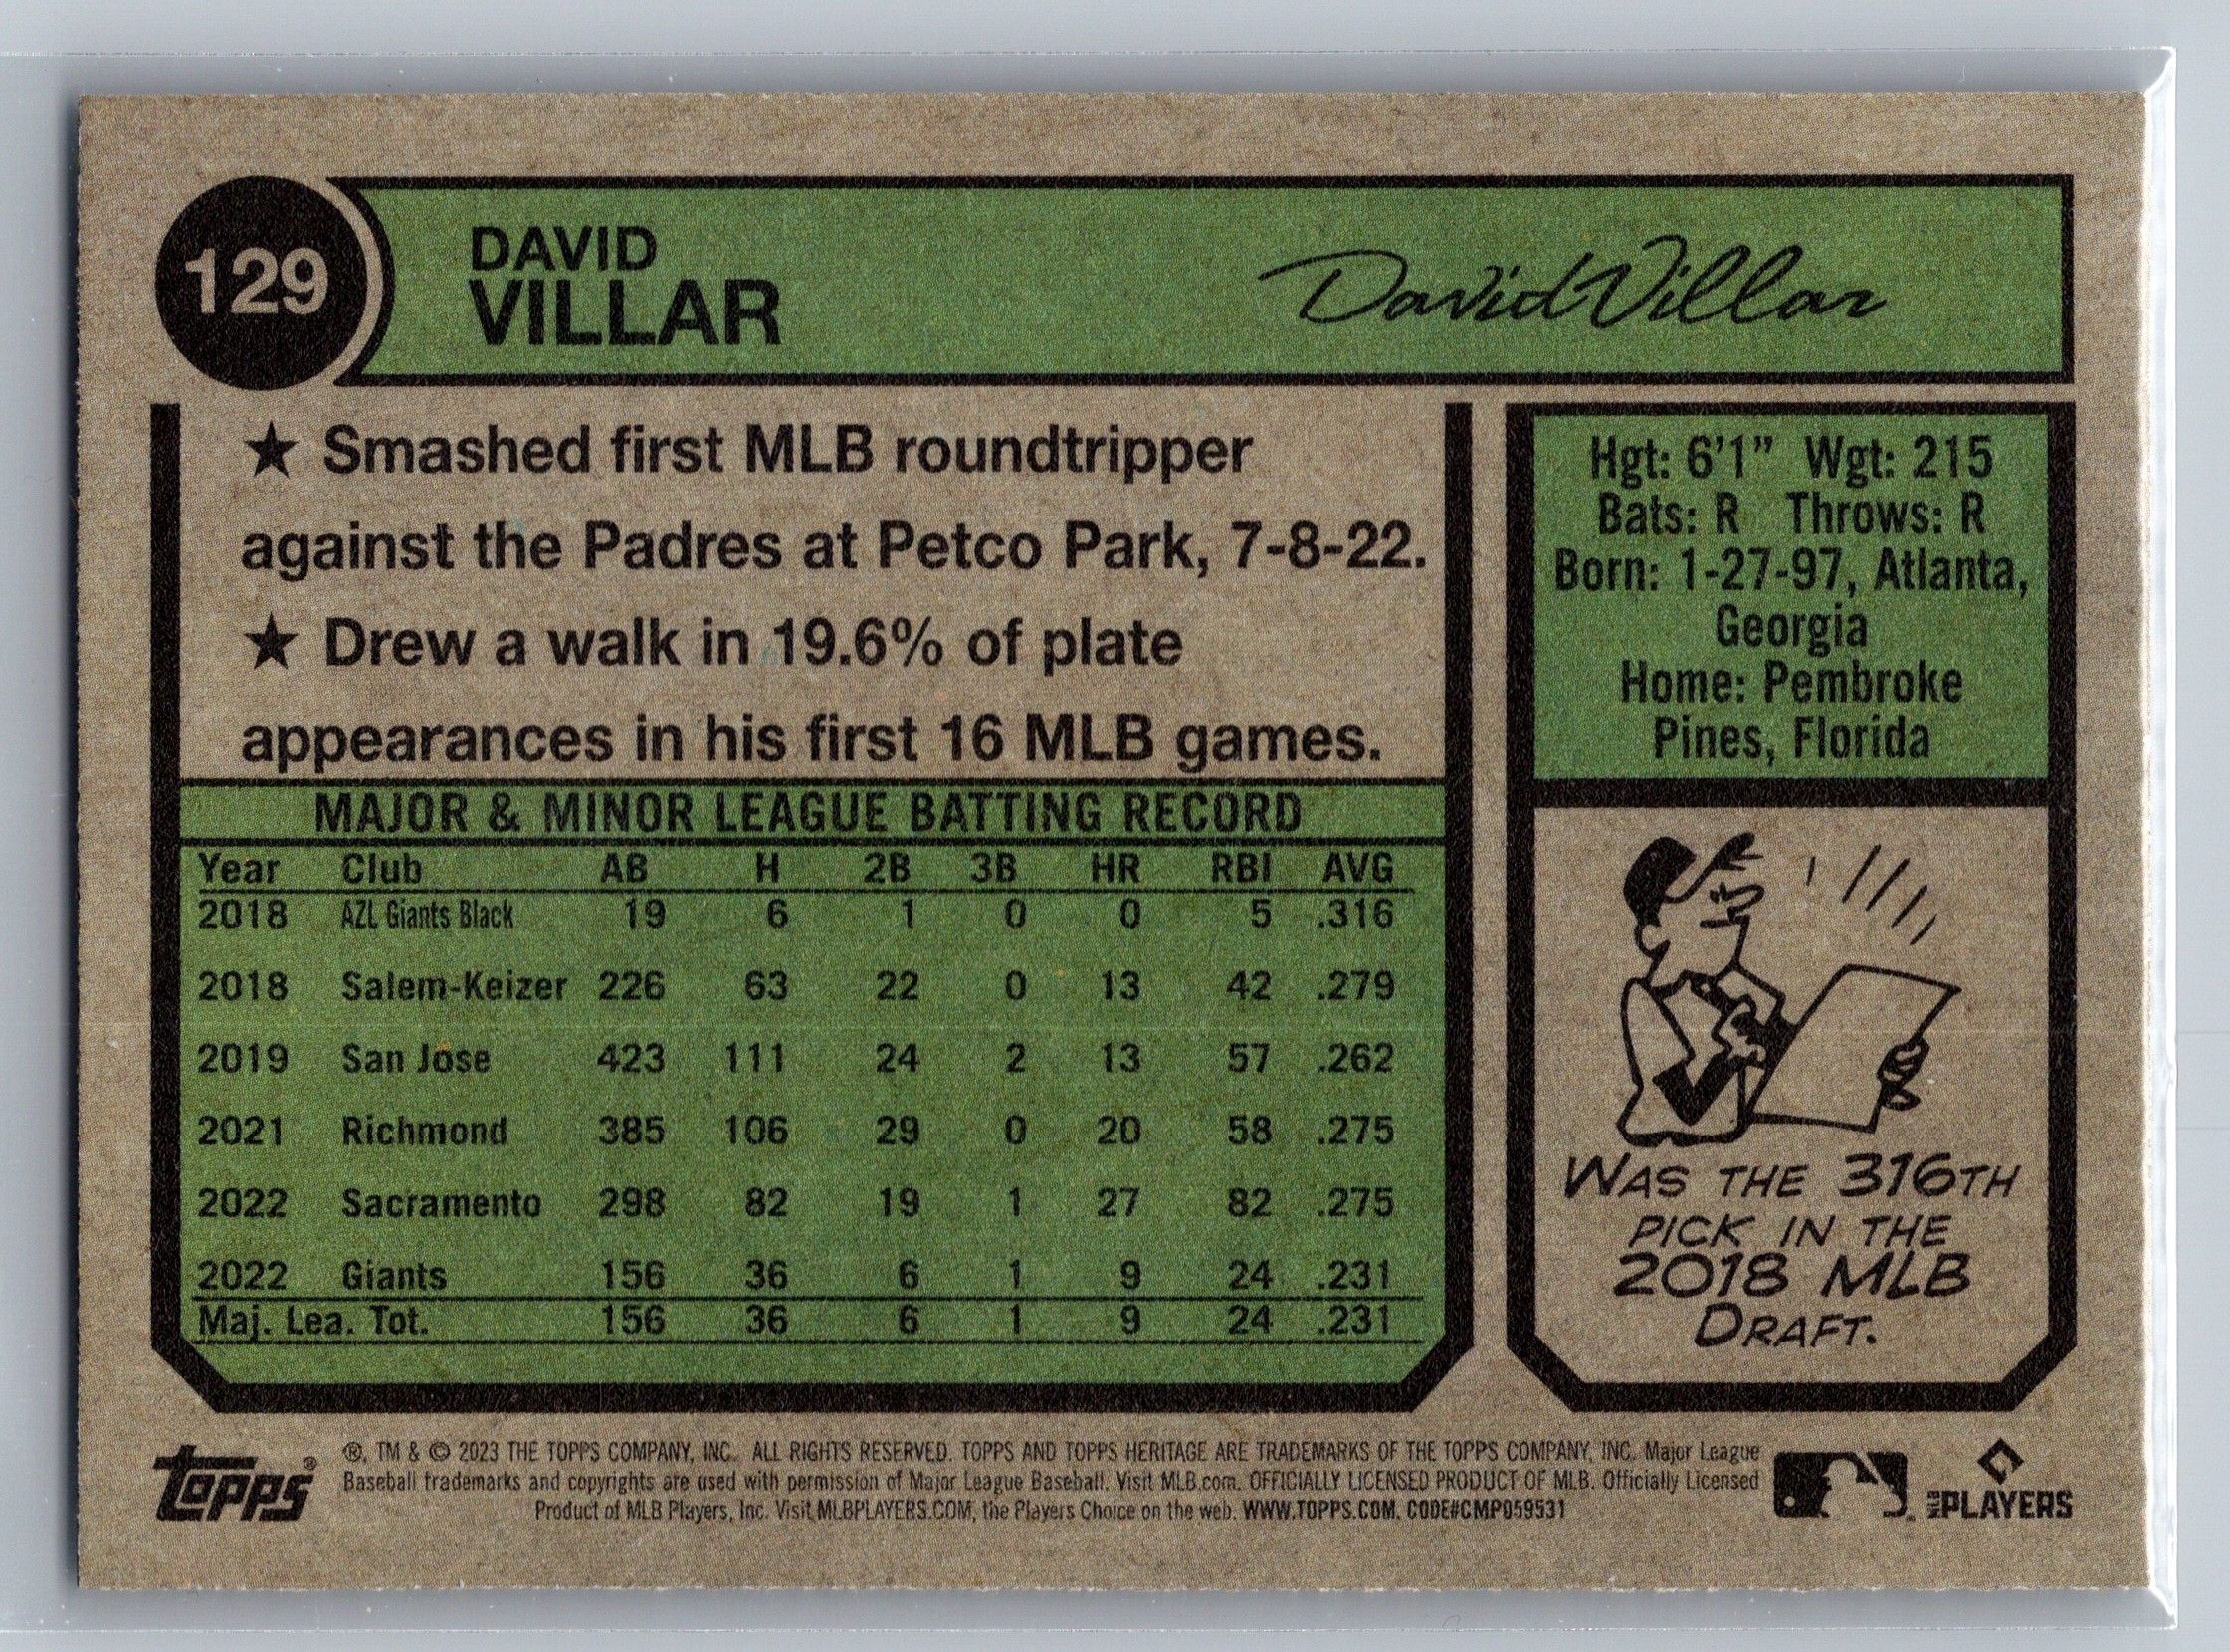 129
DAVID
VILLAR
David Villar
★ Smashed first MLB roundtripper
against the Padres at Petco Park, 7-8-22.
★ Drew a walk in 19.6% of plate
appearances in his first 16 MLB games.
Hgt: 6'1" Wgt: 215
Bats: R Throws: R
Born: 1-27-97, Atlanta,
Georgia
Home: Pembroke
Pines, Florida
MAJOR & MINOR LEAGUE BATTING RECORD
Year Club AB H 2B 3B HR RBI AVG
2018 AZL Giants Black 19 6 1 0 0 5 .316
2018 Salem-Keizer 226 63 22 0 13 42 .279
2019 San Jose 423 111 24 2 13 57 .262
2021 Richmond 385 106 29 0 20 58 .275
2022 Sacramento 298 82 19 1 27 82 .275
2022 Giants 156 36 6 1 9 24 .231
Maj. Lea. Tot. 156 36 6 1 9 24 .231
WAS THE 316TH
PICK IN THE
2018 MLB
DRAFT.
topps®
®, TM & © 2023 THE TOPPS COMPANY, INC. ALL RIGHTS RESERVED. TOPPS AND TOPPS HERITAGE ARE TRADEMARKS OF THE TOPPS COMPANY, INC. Major League
Baseball trademarks and copyrights are used with permission of Major League Baseball. Visit MLB.com. OFFICIALLY LICENSED PRODUCT OF MLB. Officially Licensed
Product of MLB Players, Inc. Visit MLBPLAYERS.COM, the Players Choice on the web. WWW.TOPPS.COM. CODE#CMP059531
MLB PLAYERS